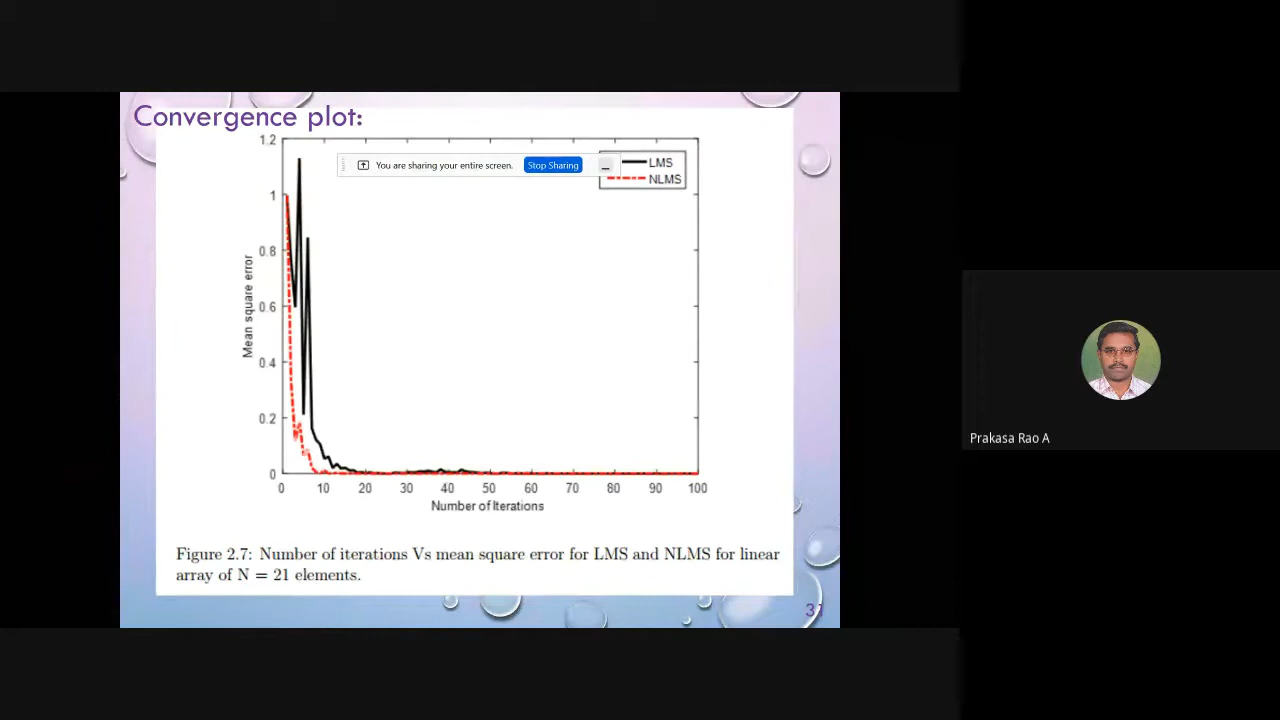 Convergence plot:
You are sharing your entire screen.
Stop Sharing
LMS
NLMS
1.2
1
0.8
0.6
0.4
0.2
0
Mean square error
0 10 20 30 40 50 60 70 80 90 100
Number of Iterations
Figure 2.7: Number of iterations Vs mean square error for LMS and NLMS for linear
array of N = 21 elements.
31
Prakasa Rao A